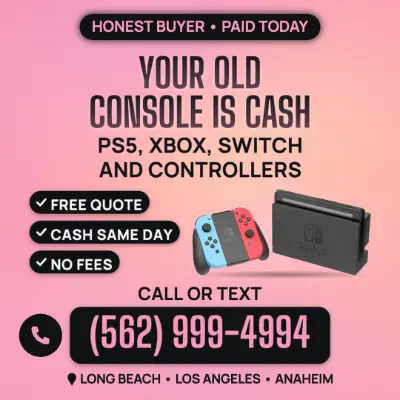 HONEST BUYER • PAID TODAY
YOUR OLD
CONSOLE IS CASH
PS5, XBOX, SWITCH
AND CONTROLLERS
FREE QUOTE
CASH SAME DAY
NO FEES
CALL OR TEXT
(562) 999-4994
LONG BEACH • LOS ANGELES • ANAHEIM